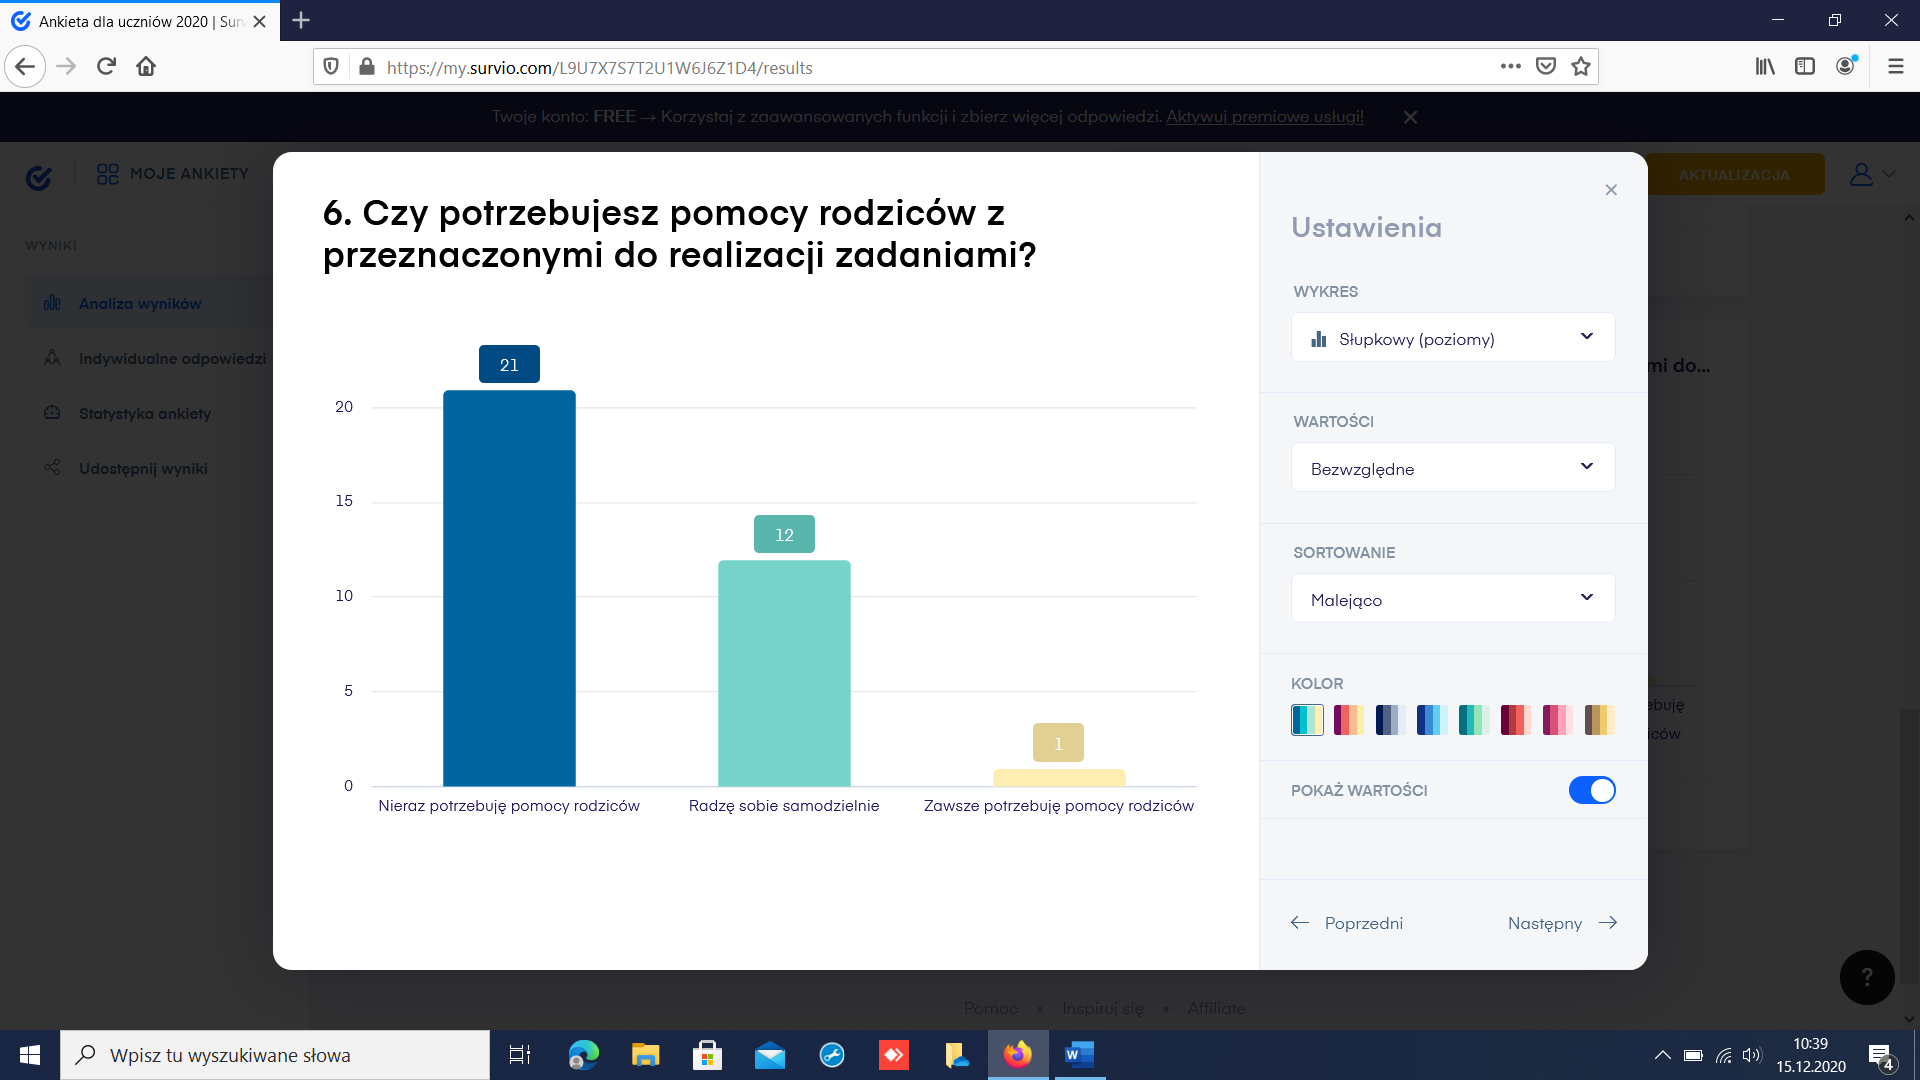 Ankieta dla uczniów 2020 | Surv
https://my.survio.com/L9U7X7S7T2U1W6J6Z1D4/results
Twoje konto: FREE → Korzystaj z zaawansowanych funkcji i zbierz więcej odpowiedzi. Aktywuj premiowe usługi!
MOJE ANKIETY
AKTUALIZACJA
WYNIKI
Analiza wyników
Indywidualne odpowiedzi
Statystyka ankiety
Udostępnij wyniki
6. Czy potrzebujesz pomocy rodziców z
przeznaczonymi do realizacji zadaniami?
21
12
1
20
15
10
5
0
Nieraz potrzebuję pomocy rodziców
Radzę sobie samodzielnie
Zawsze potrzebuję pomocy rodziców
Ustawienia
WYKRES
Słupkowy (poziomy)
WARTOŚCI
Bezwzględne
SORTOWANIE
Malejąco
KOLOR
POKAŻ WARTOŚCI
← Poprzedni
Następny →
mi do...
ebuję
ców
?
Pomoc • Inspiruj się • Affiliate
Wpisz tu wyszukiwane słowa
10:39
15.12.2020
4